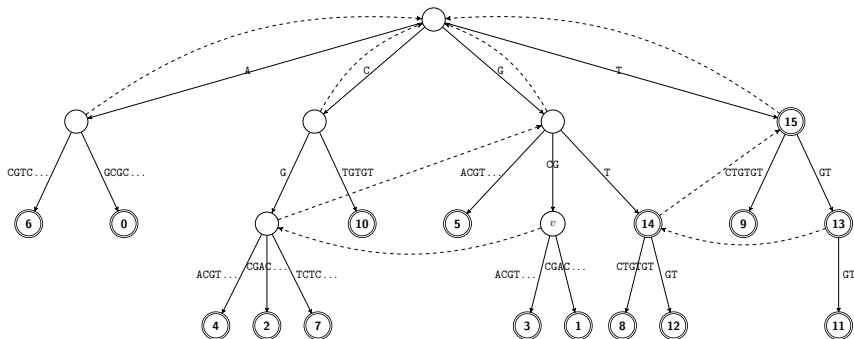 A C G T
15
CGTC... GCGC... G TGTGT ACGT... CG T CTGTGT GT
6 0 10 5 υ 14 9 13
ACGT... CGAC... TCTC... ACGT... CGAC... CTGTGT GT GT
4 2 7 3 1 8 12 11